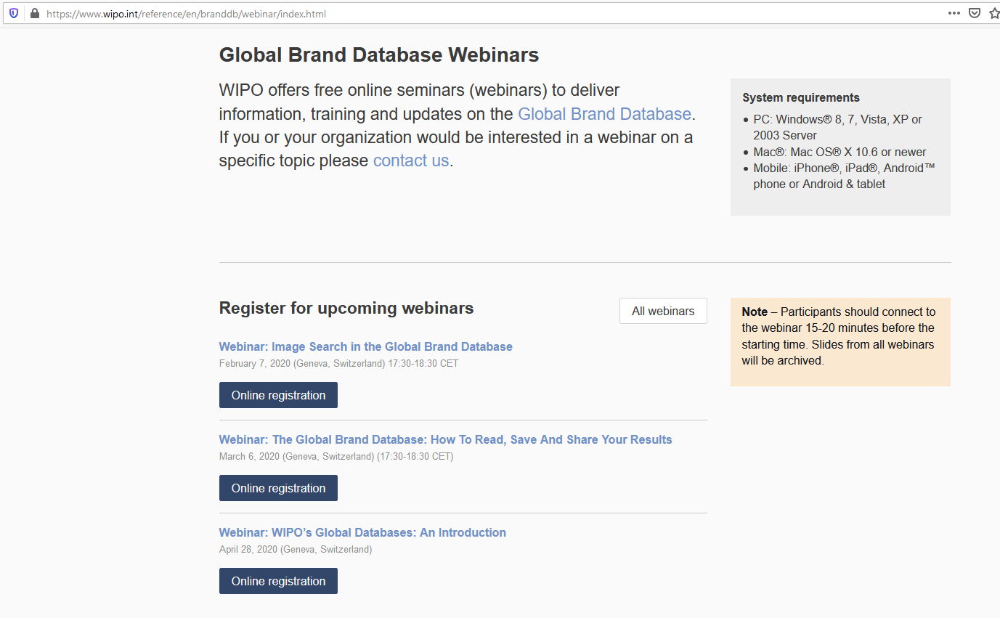 https://www.wipo.int/reference/en/branddb/webinar/index.html
Global Brand Database Webinars
WIPO offers free online seminars (webinars) to deliver
information, training and updates on the Global Brand Database.
If you or your organization would be interested in a webinar on a
specific topic please contact us.
System requirements
• PC: Windows® 8, 7, Vista, XP or
2003 Server
• Mac®: Mac OS® X 10.6 or newer
• Mobile: iPhone®, iPad®, Android™
phone or Android & tablet
Register for upcoming webinars
All webinars
Webinar: Image Search in the Global Brand Database
February 7, 2020 (Geneva, Switzerland) 17:30-18:30 CET
Online registration
Webinar: The Global Brand Database: How To Read, Save And Share Your Results
March 6, 2020 (Geneva, Switzerland) (17:30-18:30 CET)
Online registration
Webinar: WIPO’s Global Databases: An Introduction
April 28, 2020 (Geneva, Switzerland)
Online registration
Note – Participants should connect to
the webinar 15-20 minutes before the
starting time. Slides from all webinars
will be archived.